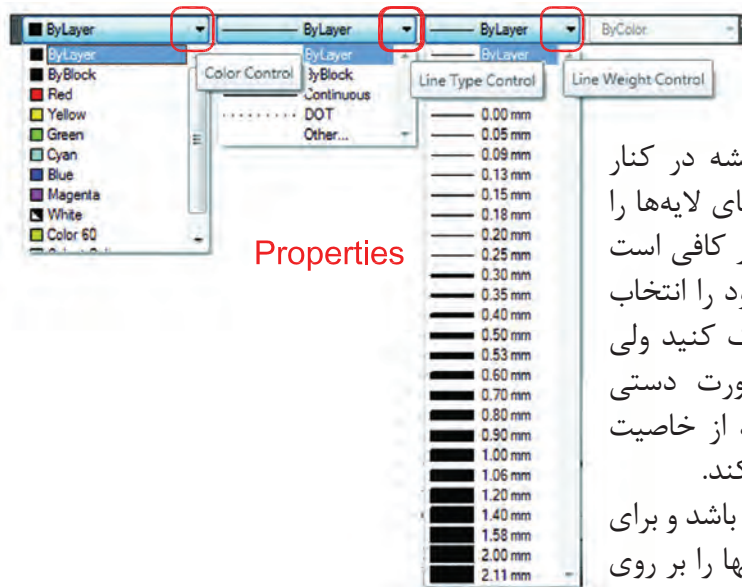 ByLayer
ByLayer
ByLayer
ByColor
ByLayer
ByBlock
Red
Yellow
Green
Cyan
Blue
Magenta
White
Color 60
Color Control
ByLayer
ByBlock
Continuous
DOT
Other...
Line Type Control
ByLayer
0.00 mm
0.05 mm
0.09 mm
0.13 mm
0.15 mm
0.18 mm
0.20 mm
0.25 mm
0.30 mm
0.35 mm
0.40 mm
0.50 mm
0.53 mm
0.60 mm
0.70 mm
0.80 mm
0.90 mm
1.00 mm
1.06 mm
1.20 mm
1.40 mm
1.58 mm
2.00 mm
2.11 mm
Line Weight Control
Properties
در کنار
لایه‌ها را
کافی است
را انتخاب
کنید ولی
دستی
از خاصیت
باشد و برای
را بر روی